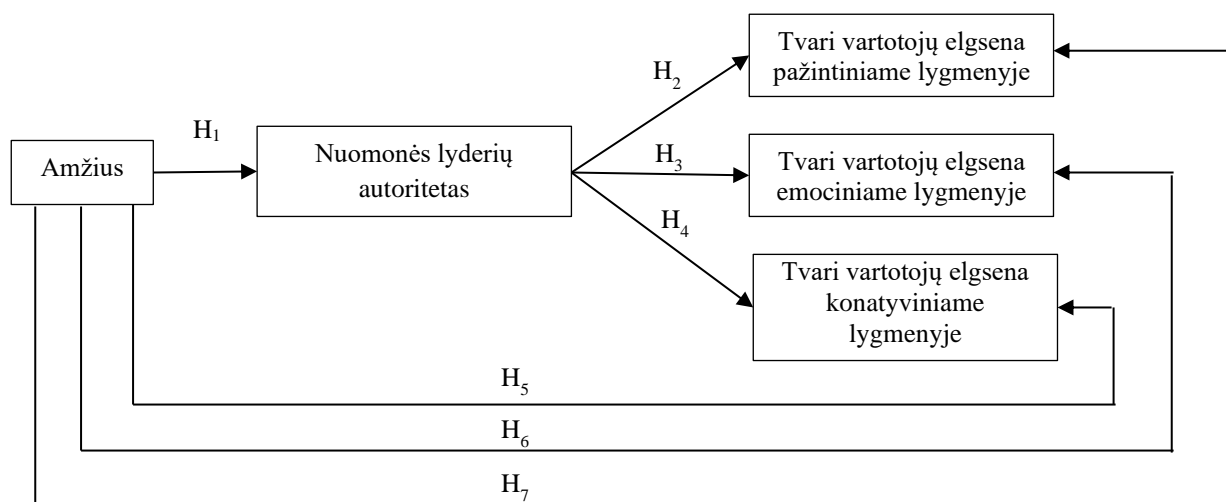 Tvari vartotojų elgsena
pažintiniame lygmenyje
H₂
H₁
Amžius
Nuomonės lyderių
autoritetas
H₃
Tvari vartotojų elgsena
emociniame lygmenyje
H₄
Tvari vartotojų elgsena
konatyviniame
lygmenyje
H₅
H₆
H₇